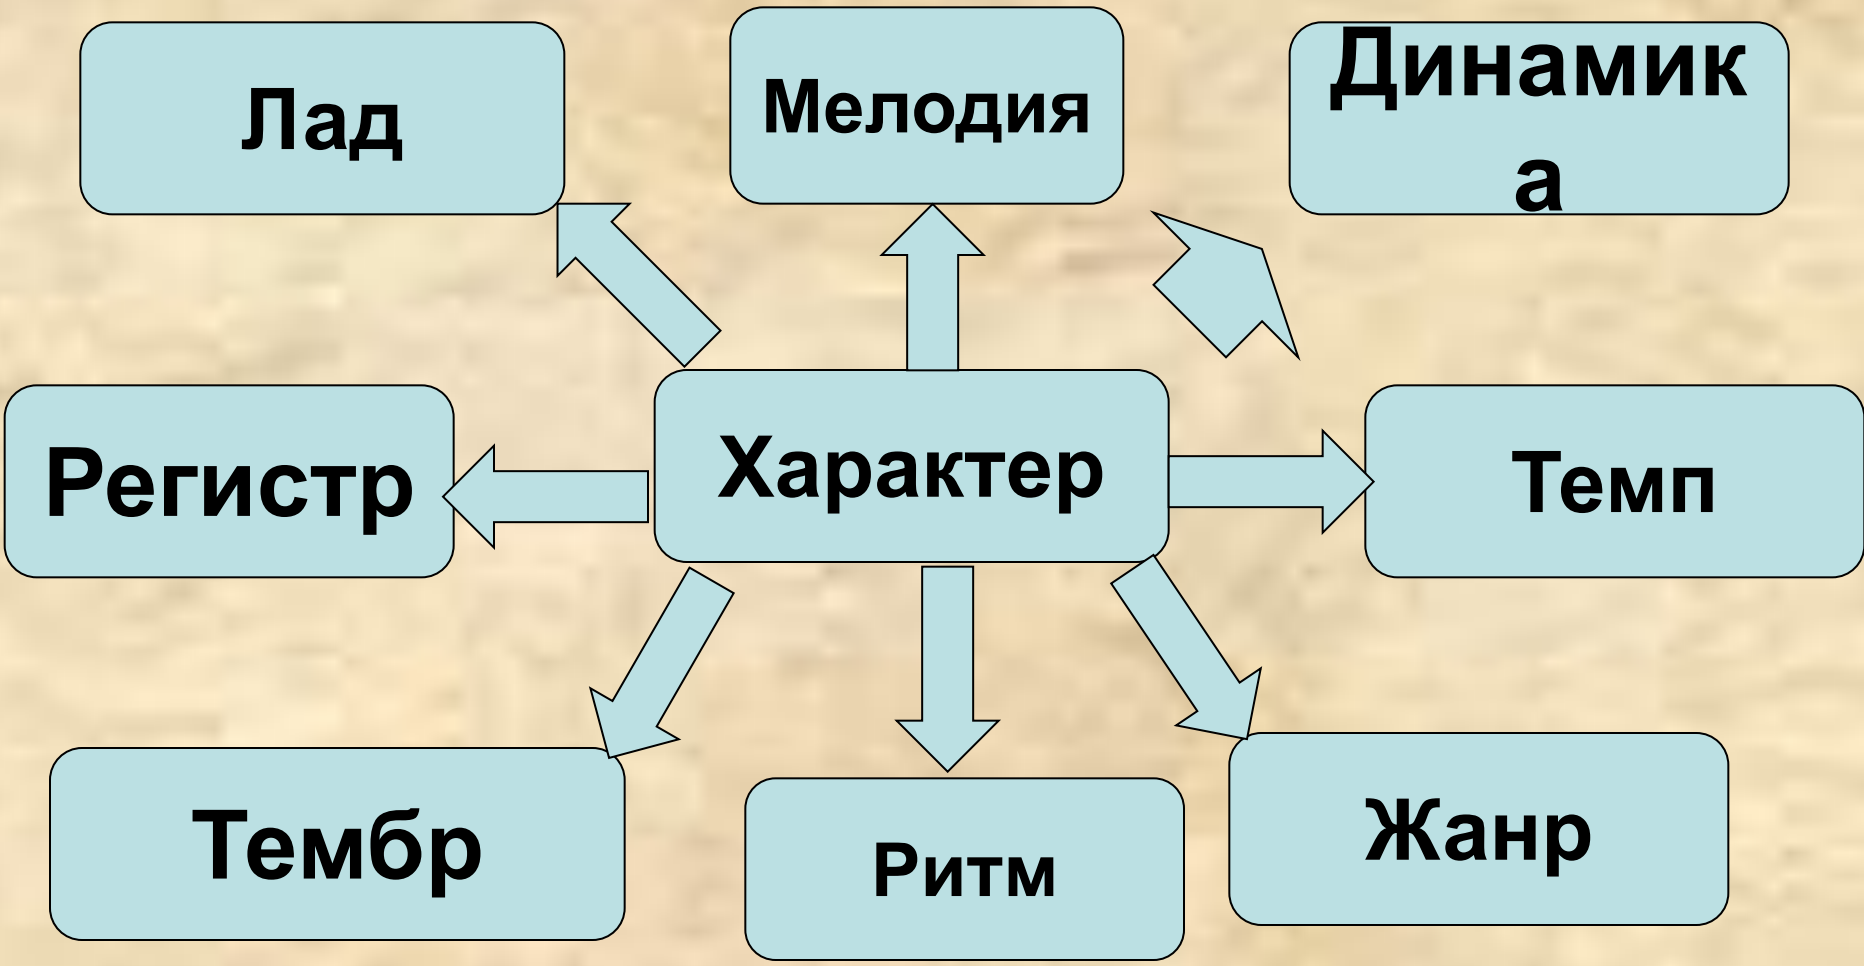 Лад
Мелодия
Динамик
а
Регистр
Характер
Темп
Тембр
Ритм
Жанр